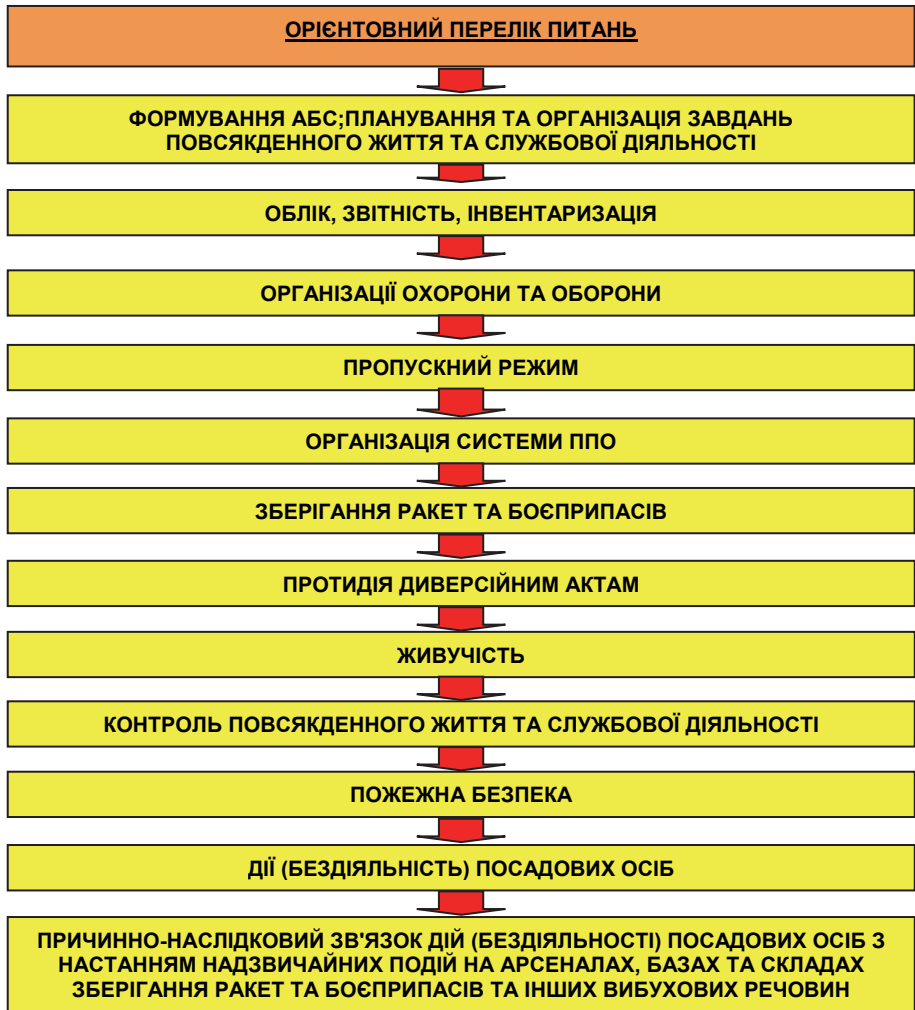 ОРІЄНТОВНИЙ ПЕРЕЛІК ПИТАНЬ
ФОРМУВАННЯ АБС;ПЛАНУВАННЯ ТА ОРГАНІЗАЦІЯ ЗАВДАНЬ
ПОВСЯКДЕННОГО ЖИТТЯ ТА СЛУЖБОВОЇ ДІЯЛЬНОСТІ
ОБЛІК, ЗВІТНІСТЬ, ІНВЕНТАРИЗАЦІЯ
ОРГАНІЗАЦІЇ ОХОРОНИ ТА ОБОРОНИ
ПРОПУСКНИЙ РЕЖИМ
ОРГАНІЗАЦІЯ СИСТЕМИ ППО
ЗБЕРІГАННЯ РАКЕТ ТА БОЄПРИПАСІВ
ПРОТИДІЯ ДИВЕРСІЙНИМ АКТАМ
ЖИВУЧІСТЬ
КОНТРОЛЬ ПОВСЯКДЕННОГО ЖИТТЯ ТА СЛУЖБОВОЇ ДІЯЛЬНОСТІ
ПОЖЕЖНА БЕЗПЕКА
ДІЇ (БЕЗДІЯЛЬНІСТЬ) ПОСАДОВИХ ОСІБ
ПРИЧИННО-НАСЛІДКОВИЙ ЗВ'ЯЗОК ДІЙ (БЕЗДІЯЛЬНОСТІ) ПОСАДОВИХ ОСІБ З
НАСТАННЯМ НАДЗВИЧАЙНИХ ПОДІЙ НА АРСЕНАЛАХ, БАЗАХ ТА СКЛАДАХ
ЗБЕРІГАННЯ РАКЕТ ТА БОЄПРИПАСІВ ТА ІНШИХ ВИБУХОВИХ РЕЧОВИН